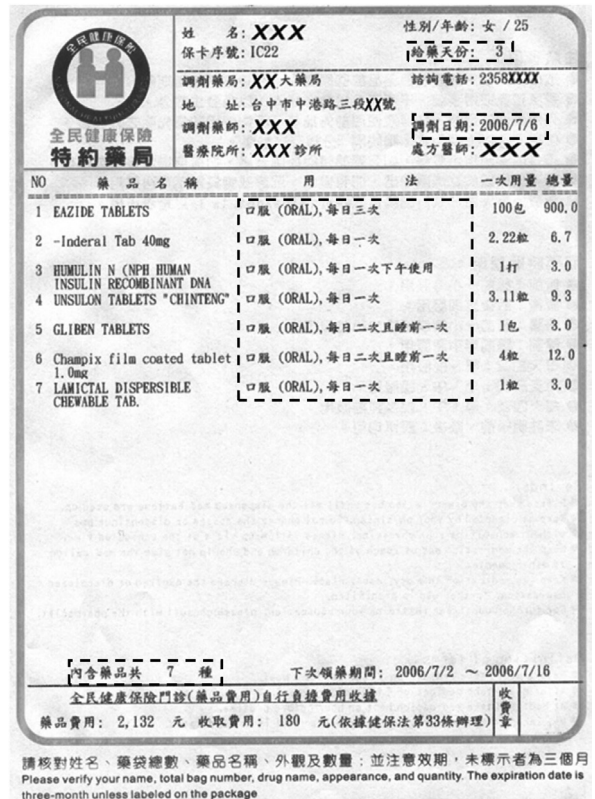 全民健康保險
NATIONAL HEALTH INSURANCE
全民健康保險
特約藥局
姓 名: XXX 性別/年齡: 女 / 25
保卡序號: IC22 給藥天份: 3
調劑藥局: XX大藥局 諮詢電話: 2358XXXX
地 址: 台中市中港路三段XX號
調劑藥師: XXX 調劑日期: 2006/7/6
醫療院所: XXX 診所 處方醫師: XXX
NO 藥 品 名 稱 用 法 一次用量 總量
1 EAZIDE TABLETS 口服 (ORAL), 每日三次 100包 900.0
2 -Inderal Tab 40mg 口服 (ORAL), 每日一次 2.22粒 6.7
3 HUMULIN N (NPH HUMAN 口服 (ORAL), 每日一次下午使用 1打 3.0
INSULIN RECOMBINANT DNA
4 UNSULON TABLETS "CHINTENG" 口服 (ORAL), 每日一次 3.11粒 9.3
5 GLIBEN TABLETS 口服 (ORAL), 每日二次且睡前一次 1包 3.0
6 Champix film coated tablet 口服 (ORAL), 每日二次且睡前一次 4粒 12.0
1.0mg
7 LAMICTAL DISPERSIBLE 口服 (ORAL), 每日一次 1粒 3.0
CHEWABLE TAB.
內含藥品共 7 種 下次領藥期間: 2006/7/2 ~ 2006/7/16
全民健康保險門診(藥品費用)自行負擔費用收據
藥品費用: 2,132 元 收取費用: 180 元(依據健保法第33條辦理)
收費章
請核對姓名、藥袋總數、藥品名稱、外觀及數量;並注意效期,未標示者為三個月
Please verify your name, total bag number, drug name, appearance, and quantity. The expiration date is
three-month unless labeled on the package